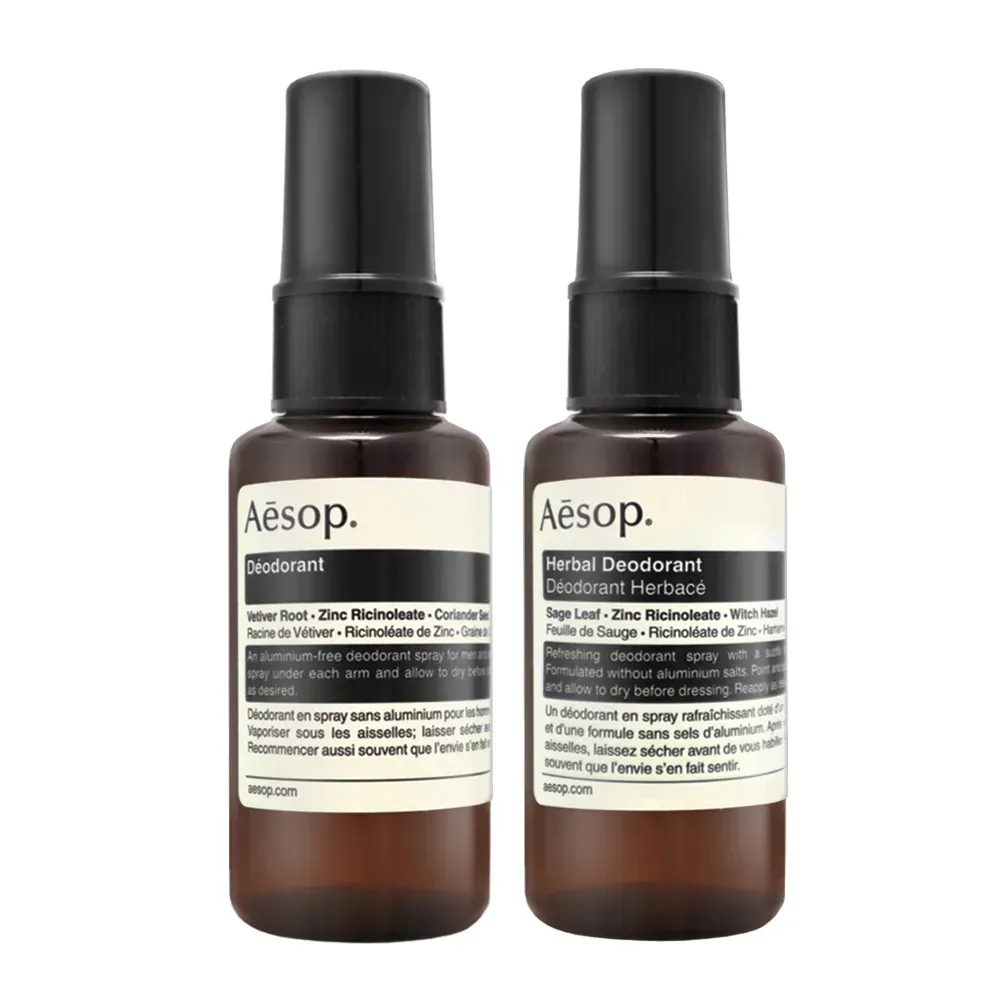 Aēsop.
Déodorant
Vetiver Root • Zinc Ricinoleate • Coriander Seed
Racine de Vétiver • Ricinoléate de Zinc • Graine de
An aluminium-free deodorant spray for men and
spray under each arm and allow to dry before
as desired.
Déodorant en spray sans aluminium pour les
Vaporiser sous les aisselles; laisser sécher
Recommencer aussi souvent que l'envie s'en fait
aesop.com
Aēsop.
Herbal Deodorant
Déodorant Herbacé
Sage Leaf • Zinc Ricinoleate • Witch Hazel
Feuille de Sauge • Ricinoléate de Zinc •
Refreshing deodorant spray with a subtle
Formulated without aluminium salts. Point and
and allow to dry before dressing. Reapply as
Un déodorant en spray rafraîchissant doté d'un
et d'une formule sans sels d'aluminium. Après
aisselles, laissez sécher avant de vous habiller.
souvent que l'envie s'en fait sentir.
aesop.com